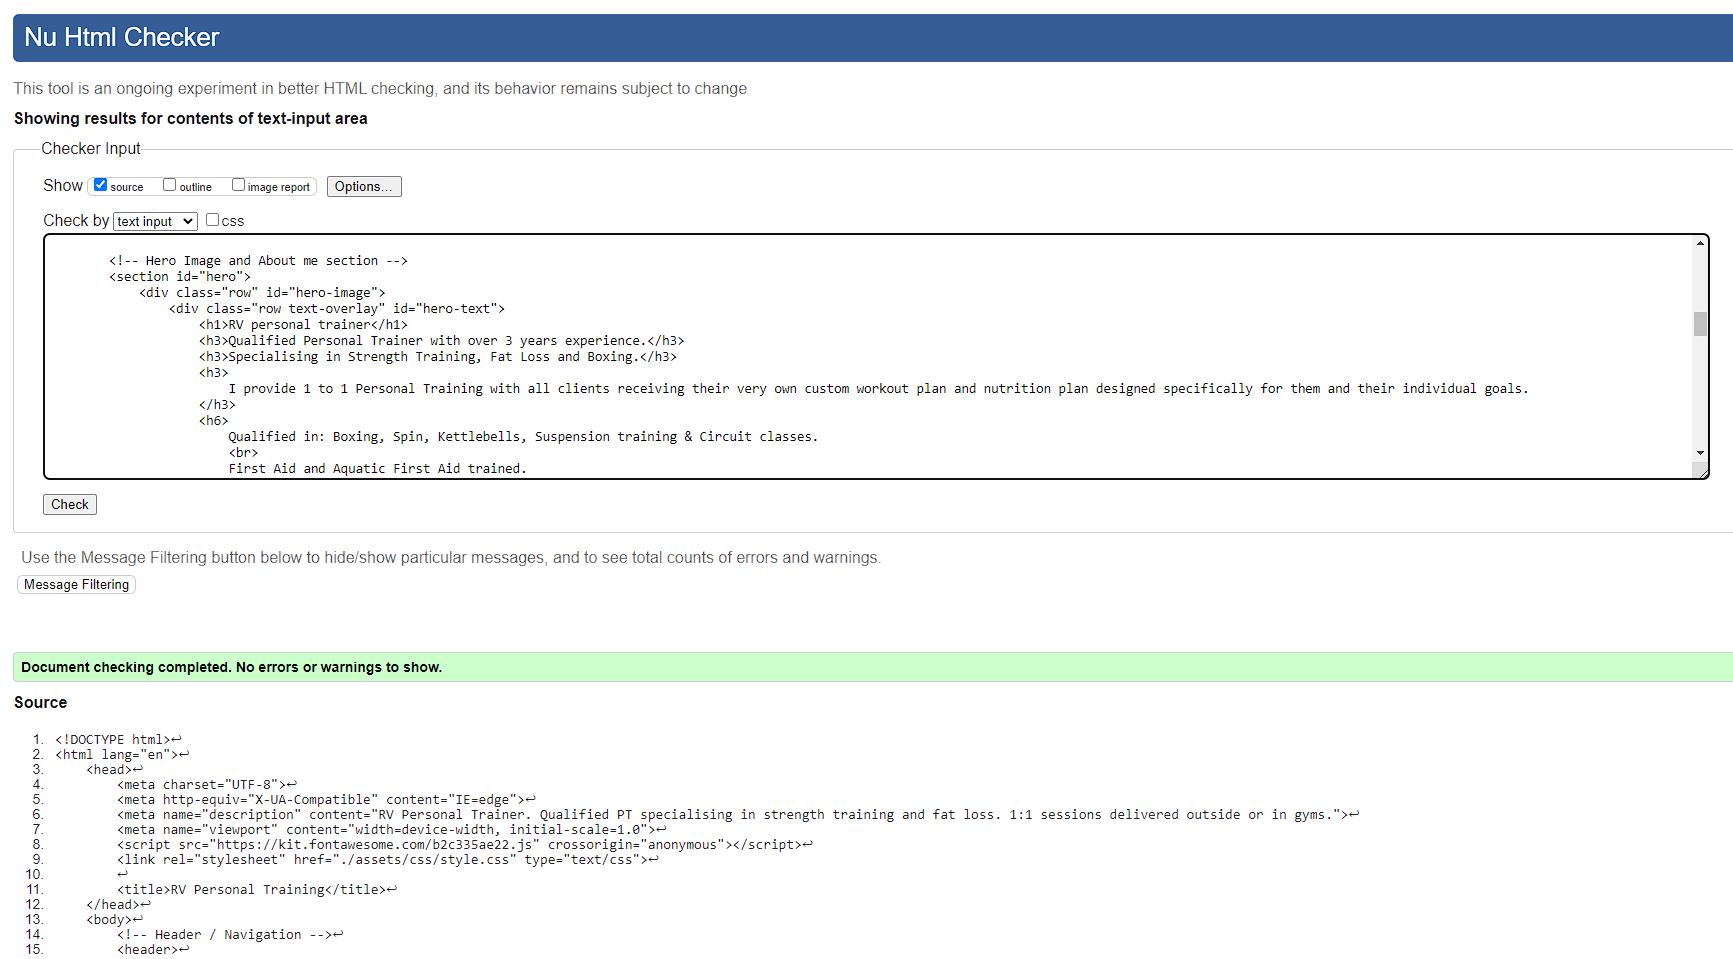 Nu Html Checker
This tool is an ongoing experiment in better HTML checking, and its behavior remains subject to change
Showing results for contents of text-input area
Checker Input
Show source outline image report Options...
Check by text input css
<!-- Hero Image and About me section -->
<section id="hero">
<div class="row" id="hero-image">
<div class="row text-overlay" id="hero-text">
<h1>RV personal trainer</h1>
<h3>Qualified Personal Trainer with over 3 years experience.</h3>
<h3>Specialising in Strength Training, Fat Loss and Boxing.</h3>
<h3>
I provide 1 to 1 Personal Training with all clients receiving their very own custom workout plan and nutrition plan designed specifically for them and their individual goals.
</h3>
<h6>
Qualified in: Boxing, Spin, Kettlebells, Suspension training & Circuit classes.
<br>
First Aid and Aquatic First Aid trained.
Check
Use the Message Filtering button below to hide/show particular messages, and to see total counts of errors and warnings.
Message Filtering
Document checking completed. No errors or warnings to show.
Source
1. <!DOCTYPE html>↩
2. <html lang="en">↩
3. <head>↩
4. <meta charset="UTF-8">↩
5. <meta http-equiv="X-UA-Compatible" content="IE=edge">↩
6. <meta name="description" content="RV Personal Trainer. Qualified PT specialising in strength training and fat loss. 1:1 sessions delivered outside or in gyms.">↩
7. <meta name="viewport" content="width=device-width, initial-scale=1.0">↩
8. <script src="https://kit.fontawesome.com/b2c335ae22.js" crossorigin="anonymous"></script>↩
9. <link rel="stylesheet" href="./assets/css/style.css" type="text/css">↩
10. ↩
11. <title>RV Personal Training</title>↩
12. </head>↩
13. <body>↩
14. <!-- Header / Navigation -->↩
15. <header>↩